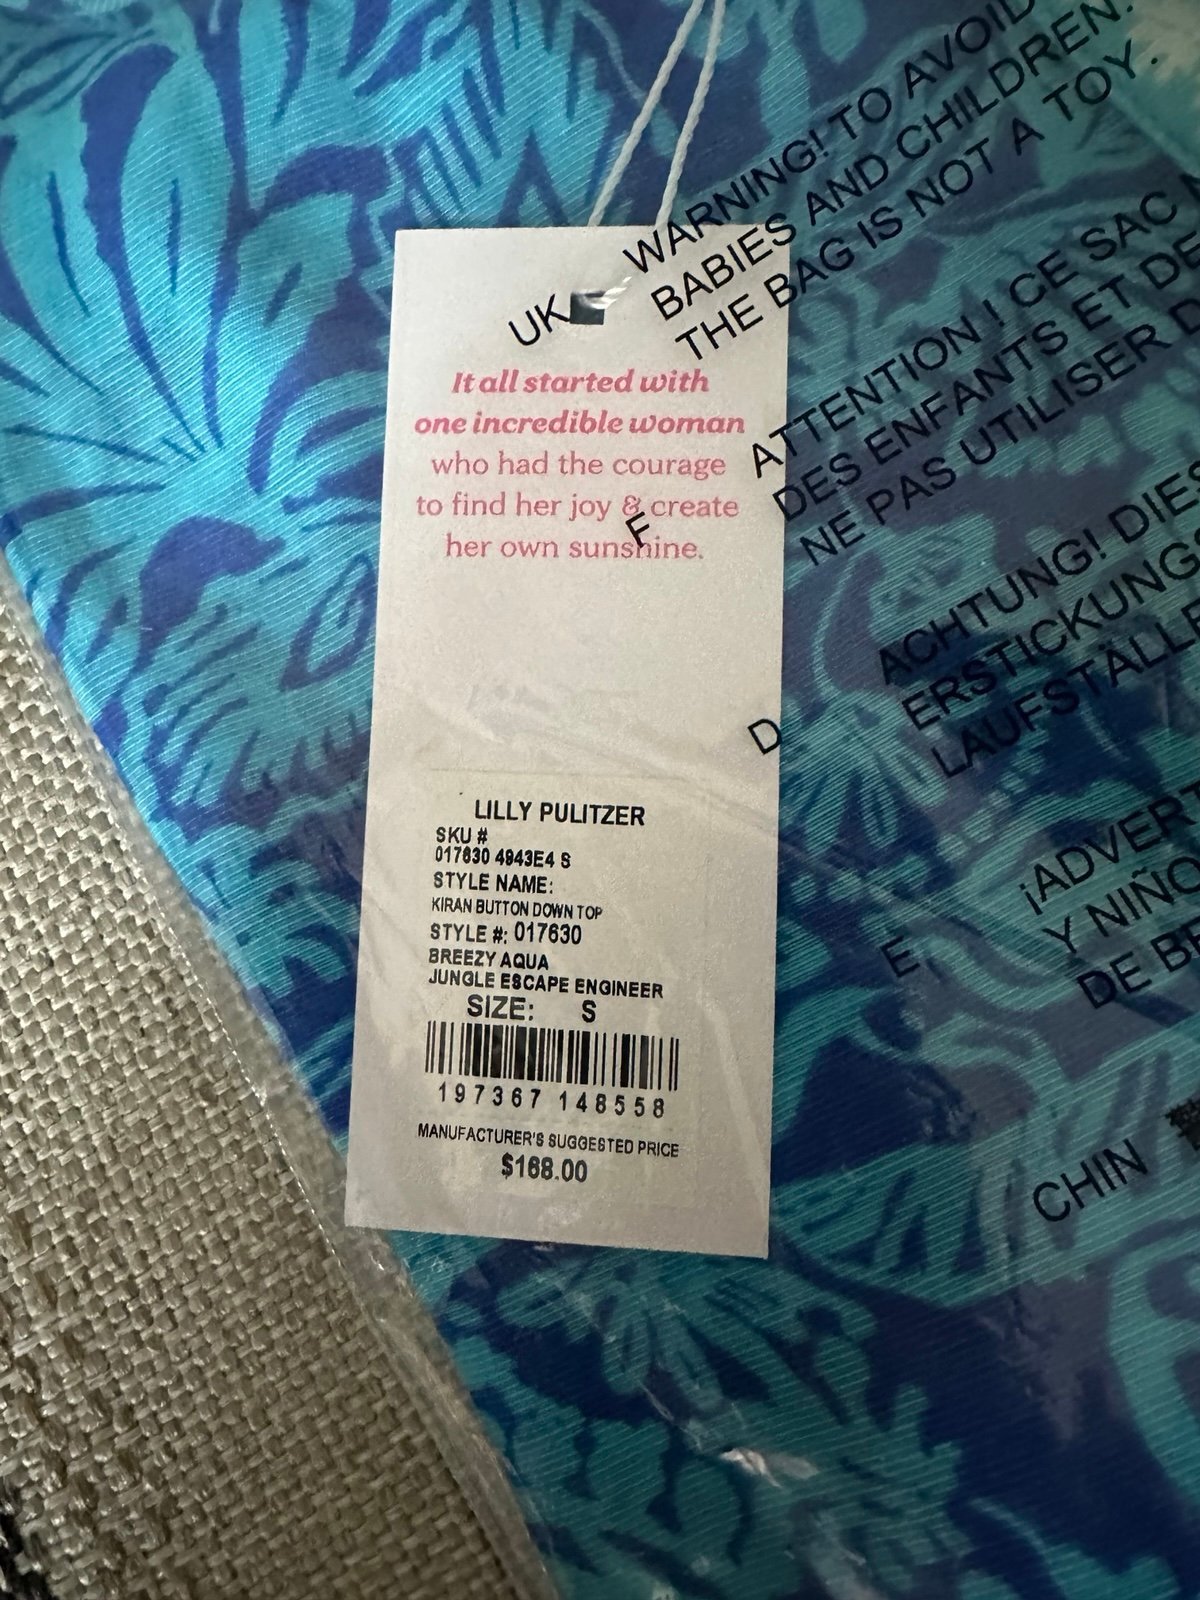 WARNING! TO AVOID
BABIES AND CHILDREN.
THE BAG IS NOT A TOY.
UK
ATTENTION ! CE SAC
DES ENFANTS ET DE
NE PAS UTILISER
F
ACHTUNG! DIES
ERSTICKUNGS
LAUFSTÄLLE
D
¡ADVERT
Y NIÑO
DE BE
E
CHIN
It all started with
one incredible woman
who had the courage
to find her joy & create
her own sunshine.
LILLY PULITZER
SKU #
017630 4943E4 S
STYLE NAME:
KIRAN BUTTON DOWN TOP
STYLE #: 017630
BREEZY AQUA
JUNGLE ESCAPE ENGINEER
SIZE: S
197367 148558
MANUFACTURER'S SUGGESTED PRICE
$168.00